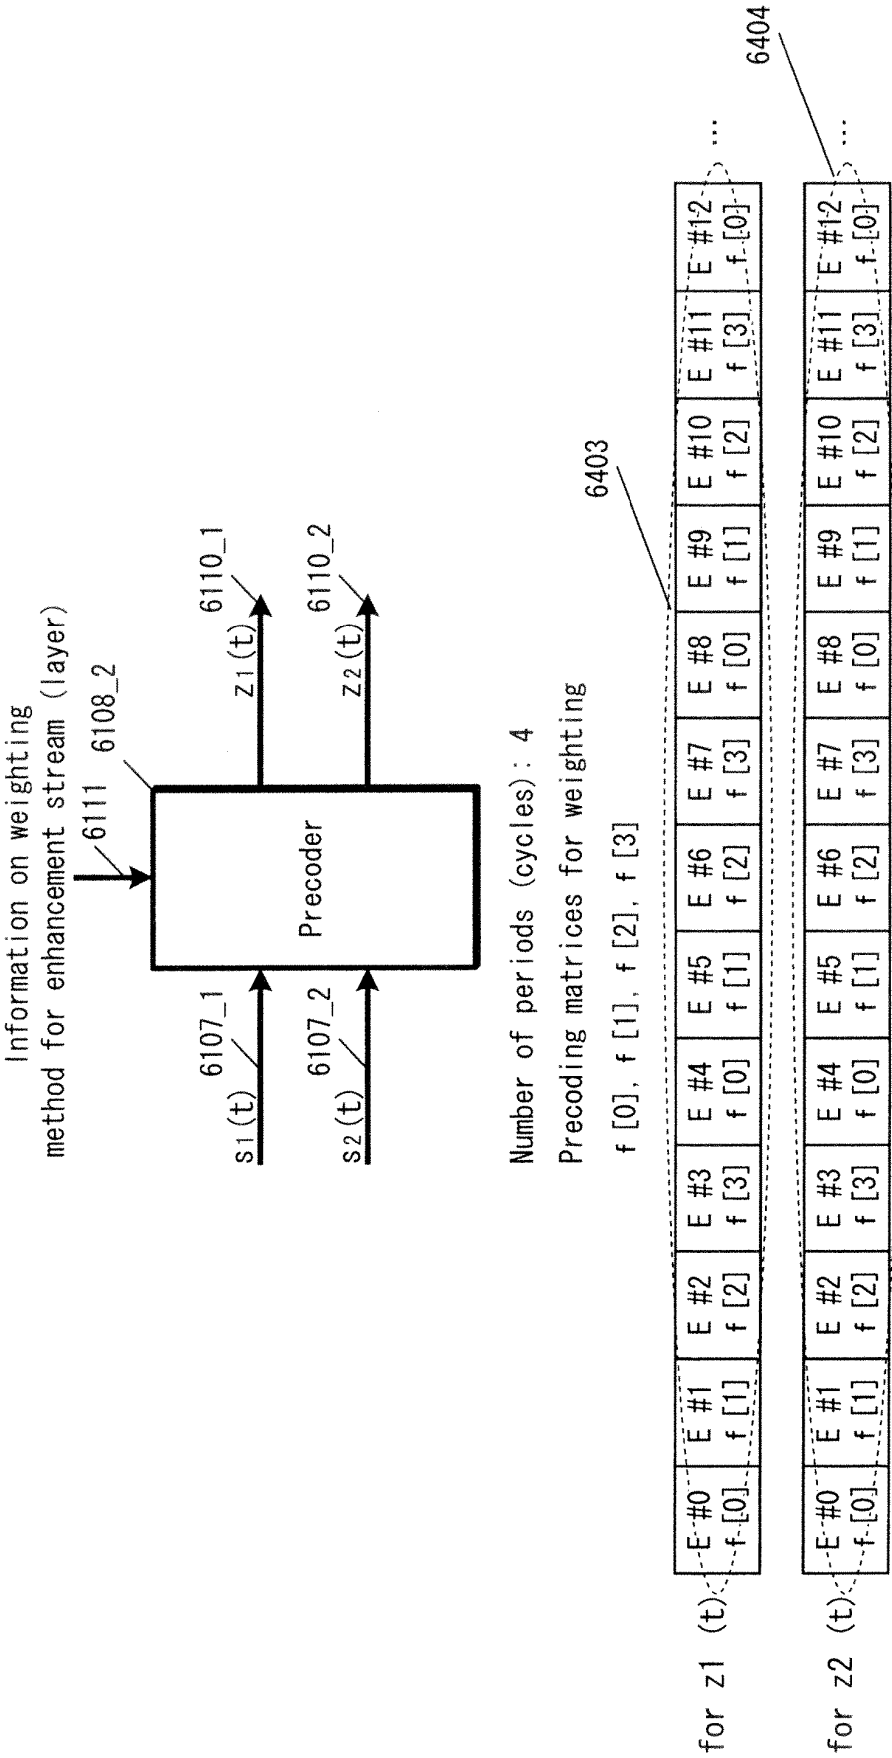 Information on weighting
method for enhancement stream (layer)
6111
6108_2
s1(t)
6107_1
s2(t)
6107_2
Precoder
z1(t)
6110_1
z2(t)
6110_2
Number of periods (cycles): 4
Precoding matrices for weighting
f [0], f [1], f [2], f [3]
6403
for z1 (t)
E #0 E #1 E #2 E #3 E #4 E #5 E #6 E #7 E #8 E #9 E #10 E #11 E #12 ...
f [0] f [1] f [2] f [3] f [0] f [1] f [2] f [3] f [0] f [1] f [2] f [3] f [0]
for z2 (t)
E #0 E #1 E #2 E #3 E #4 E #5 E #6 E #7 E #8 E #9 E #10 E #11 E #12 ...
f [0] f [1] f [2] f [3] f [0] f [1] f [2] f [3] f [0] f [1] f [2] f [3] f [0]
6404